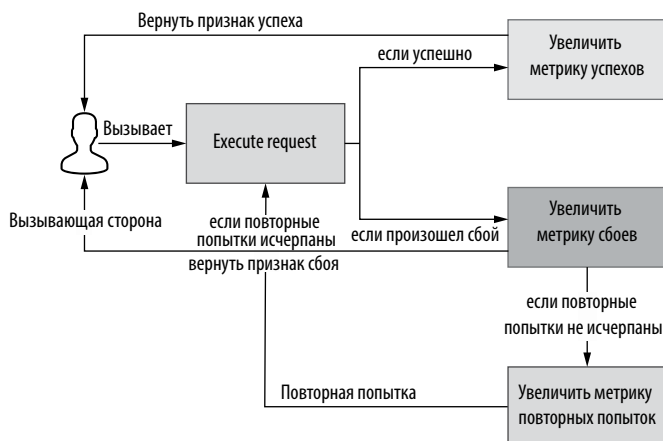 Вернуть признак успеха
Увеличить
метрику успехов
если успешно
Вызывает
Execute request
Вызывающая сторона
если повторные
попытки исчерпаны
вернуть признак сбоя
если произошел сбой
Увеличить
метрику сбоев
если повторные
попытки не исчерпаны
Повторная попытка
Увеличить метрику
повторных попыток